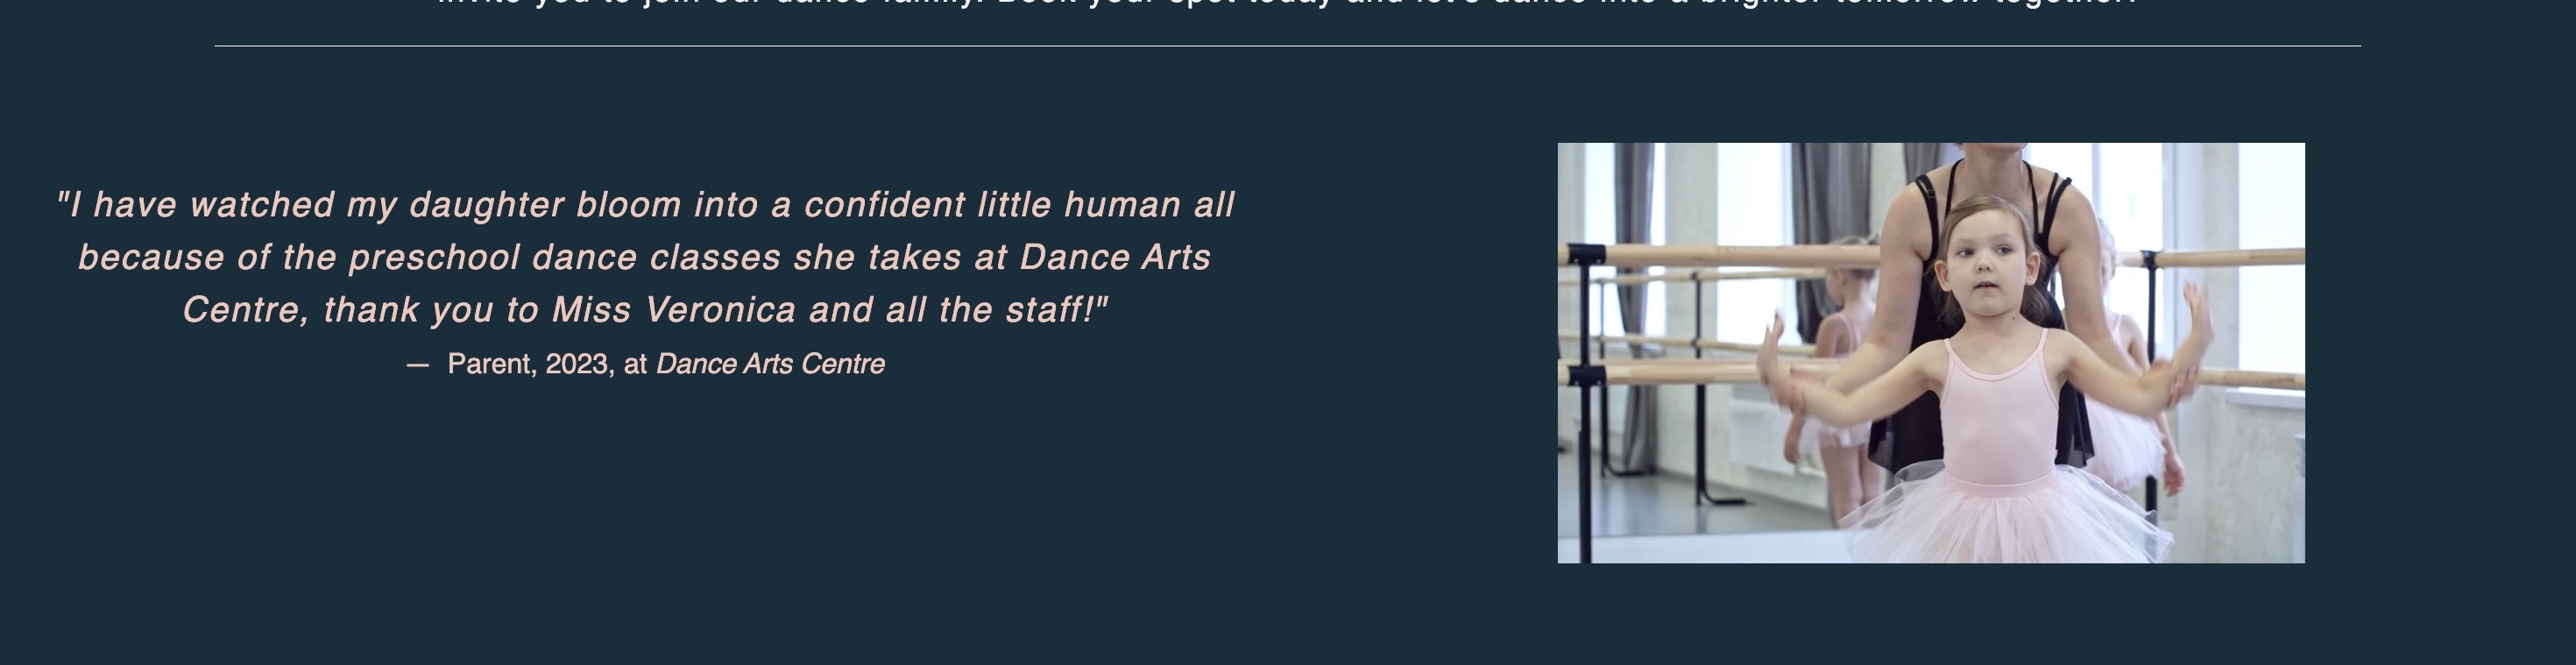 invite you to join our dance family. Book your spot today and let's dance into a brighter tomorrow together!
"I have watched my daughter bloom into a confident little human all
because of the preschool dance classes she takes at Dance Arts
Centre, thank you to Miss Veronica and all the staff!"
— Parent, 2023, at Dance Arts Centre